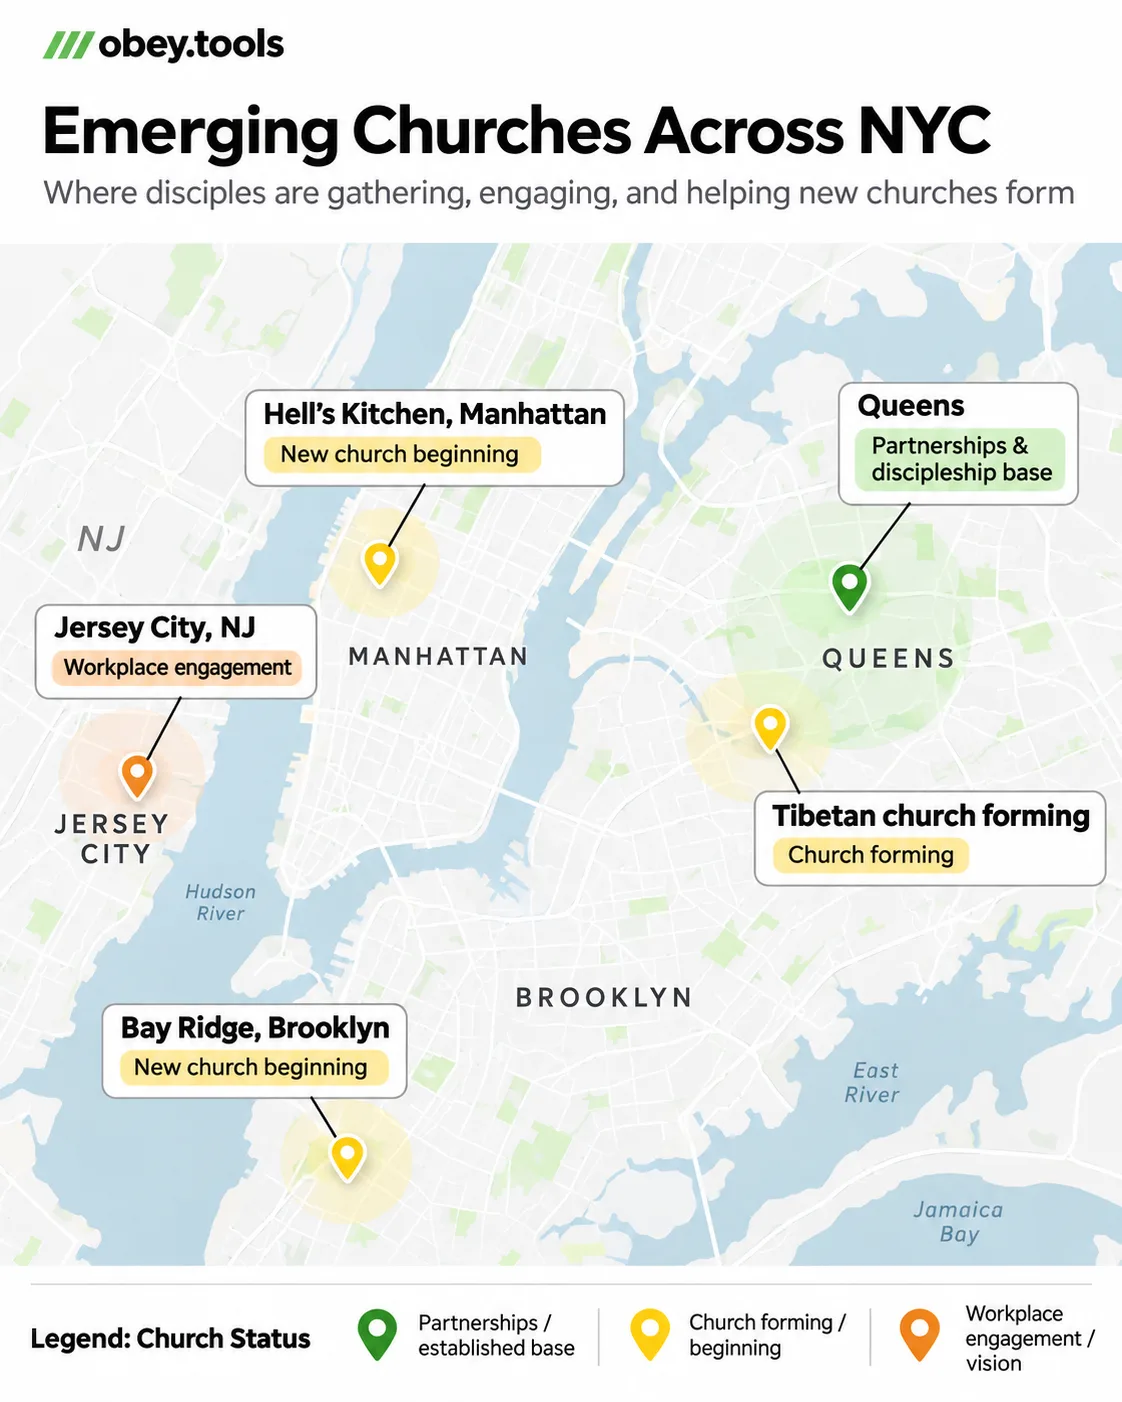 obey.tools
Emerging Churches Across NYC
Where disciples are gathering, engaging, and helping new churches form
Hell's Kitchen, Manhattan
New church beginning
Queens
Partnerships &
discipleship base
NJ
Jersey City, NJ
Workplace engagement
MANHATTAN
QUEENS
JERSEY
CITY
Tibetan church forming
Church forming
Hudson
River
BROOKLYN
Bay Ridge, Brooklyn
New church beginning
East
River
Jamaica
Bay
Legend: Church Status
Partnerships /
established base
Church forming /
beginning
Workplace
engagement /
vision